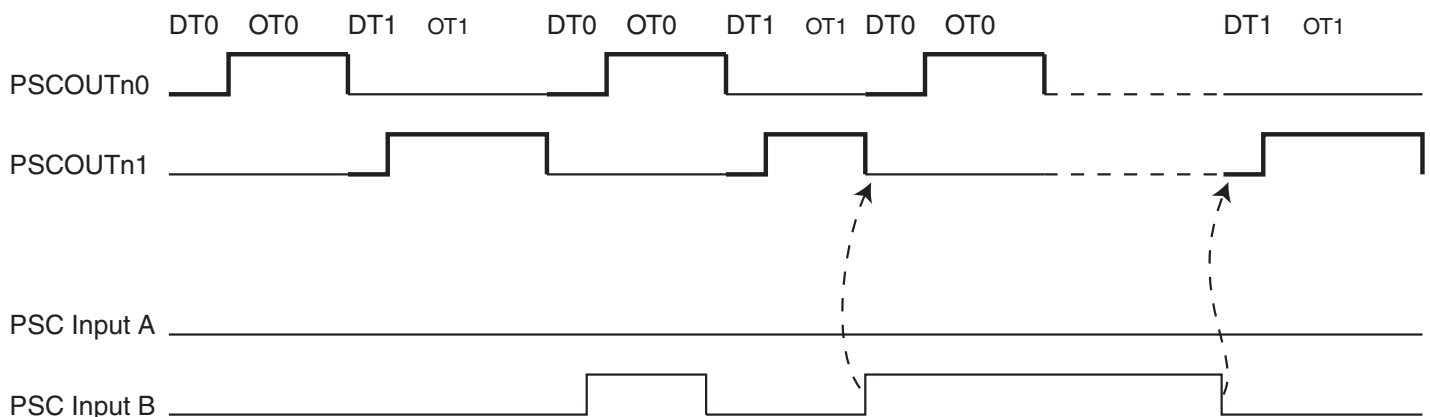 DT0 OT0 DT1 OT1 DT0 OT0 DT1 OT1 DT0 OT0 DT1 OT1
PSCOUTn0
PSCOUTn1
PSC Input A
PSC Input B